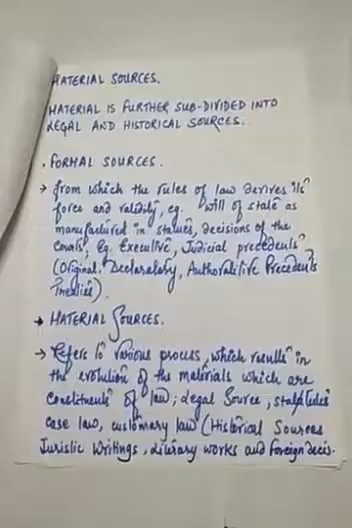 MATERIAL SOURCES.
MATERIAL IS FURTHER SUB-DIVIDED INTO
LEGAL AND HISTORICAL SOURCES.
• FORMAL SOURCES.
→ from which the rules of law derives its
force and validity, eg. will of state as
manufactured in statues, decisions of the
Courts; Eg. Executive, Judicial precedents
(Original, Declaratory, Authoritative Precedents
→ MATERIAL SOURCES.
→ Refers to various process, which results in
the evolution of the materials which are
constituents of law; Legal Source,
case law, customary law (Historical Sources
Juristic Writings, literary works and foreign decis.